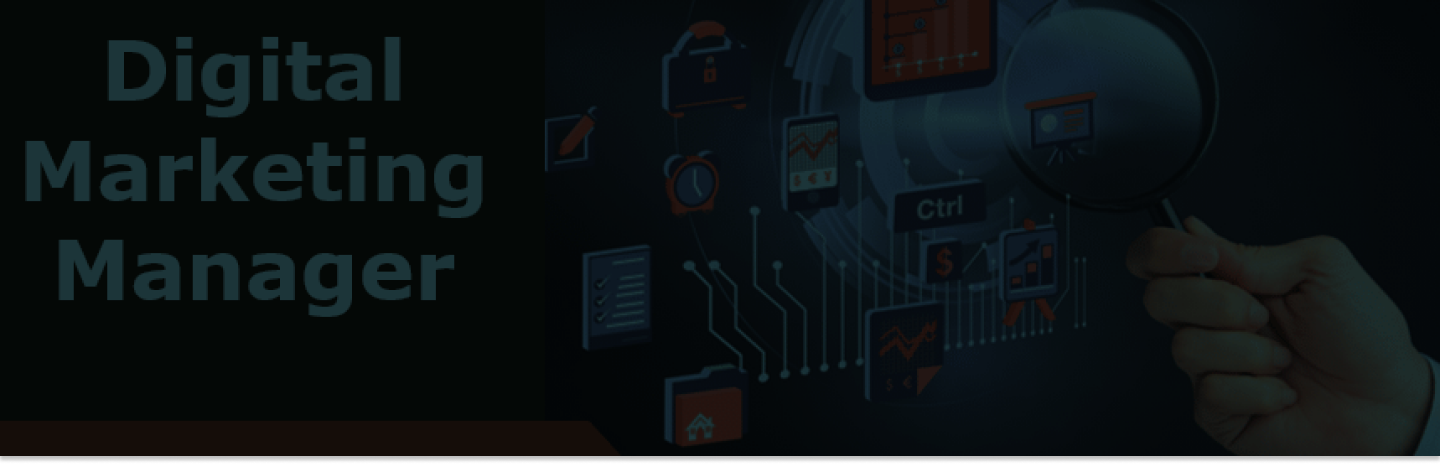 Digital
Marketing
Manager
$ € ¥
Ctrl
$
$ €